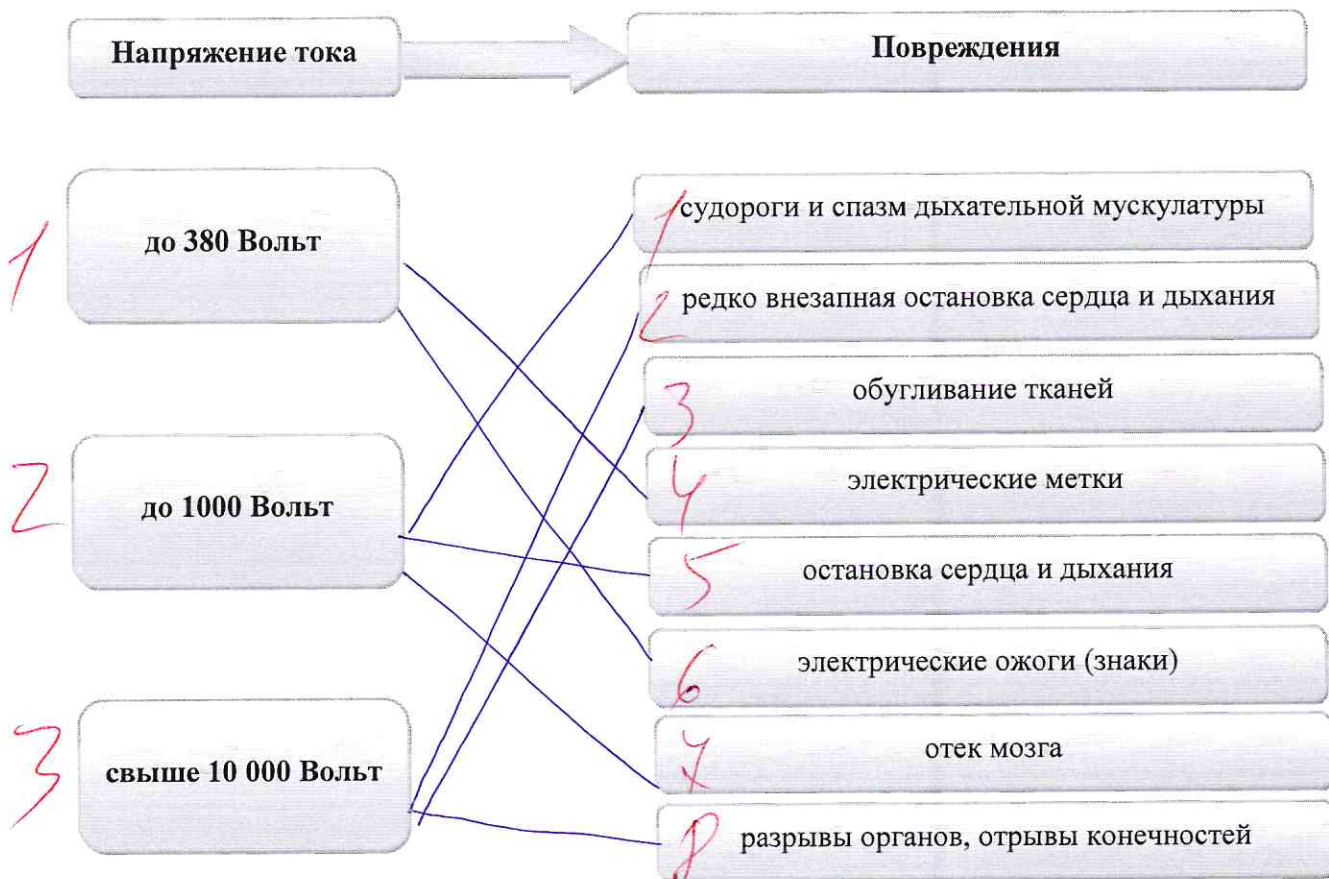 Напряжение тока
Повреждения
1
до 380 Вольт
2
до 1000 Вольт
3
свыше 10 000 Вольт
1 судороги и спазм дыхательной мускулатуры
2 редко внезапная остановка сердца и дыхания
3 обугливание тканей
4 электрические метки
5 остановка сердца и дыхания
6 электрические ожоги (знаки)
7 отек мозга
8 разрывы органов, отрывы конечностей